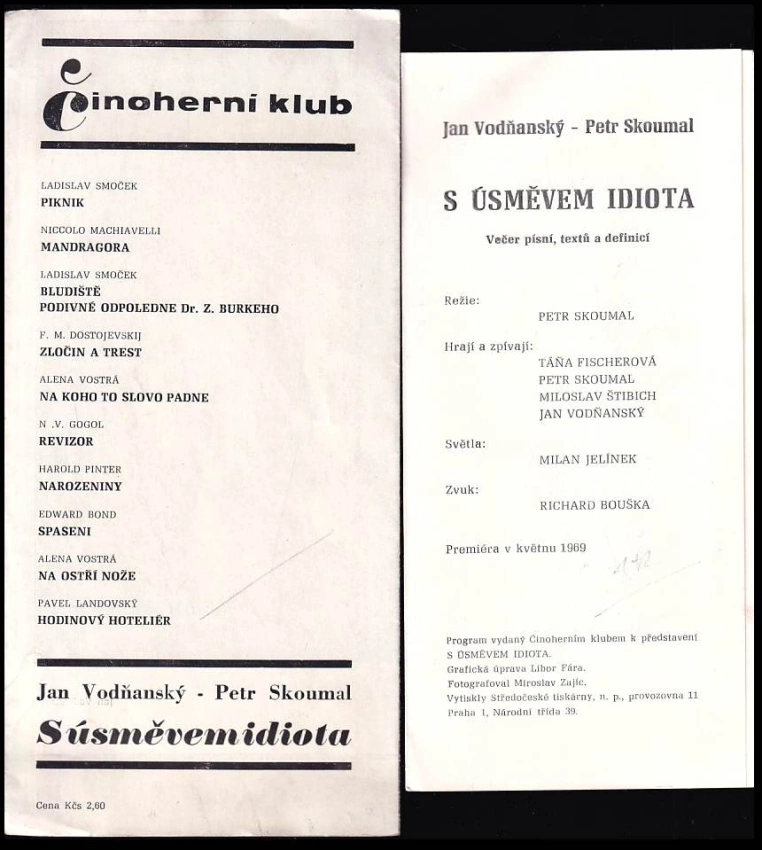 Činoherní klub
LADISLAV SMOČEK
PIKNIK
NICCOLO MACHIAVELLI
MANDRAGORA
LADISLAV SMOČEK
BLUDIŠTĚ
PODIVNÉ ODPOLEDNE Dr. Z. BURKEHO
F. M. DOSTOJEVSKIJ
ZLOČIN A TREST
ALENA VOSTRÁ
NA KOHO TO SLOVO PADNE
N .V. GOGOL
REVIZOR
HAROLD PINTER
NAROZENINY
EDWARD BOND
SPASENI
ALENA VOSTRÁ
NA OSTŘÍ NOŽE
PAVEL LANDOVSKÝ
HODINOVÝ HOTELIÉR
Jan Vodňanský - Petr Skoumal
Súsměvemidiota
Cena Kčs 2,60
Jan Vodňanský - Petr Skoumal
S ÚSMĚVEM IDIOTA
Večer písní, textů a definicí
Režie:
PETR SKOUMAL
Hrají a zpívají:
TÁŇA FISCHEROVÁ
PETR SKOUMAL
MILOSLAV ŠTIBICH
JAN VODŇANSKÝ
Světla:
MILAN JELÍNEK
Zvuk:
RICHARD BOUŠKA
Premiéra v květnu 1969
Program vydaný Činoherním klubem k představení
S ÚSMĚVEM IDIOTA.
Grafická úprava Libor Fára.
Fotografoval Miroslav Zajíc.
Vytiskly Středočeské tiskárny, n. p., provozovna 11
Praha 1, Národní třída 39.